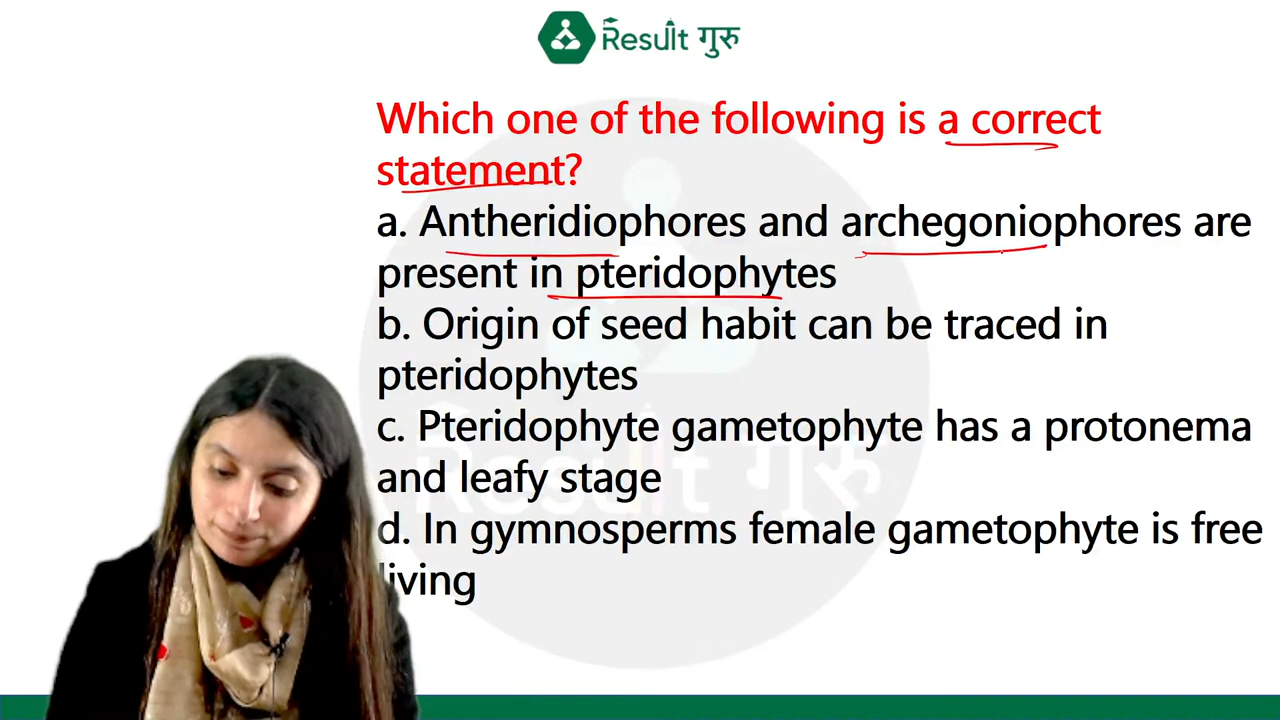 Result गुरु
Which one of the following is a correct
statement?
a. Antheridiophores and archegoniophores are
present in pteridophytes
b. Origin of seed habit can be traced in
pteridophytes
c. Pteridophyte gametophyte has a protonema
and leafy stage
d. In gymnosperms female gametophyte is free
living
Result गुरु